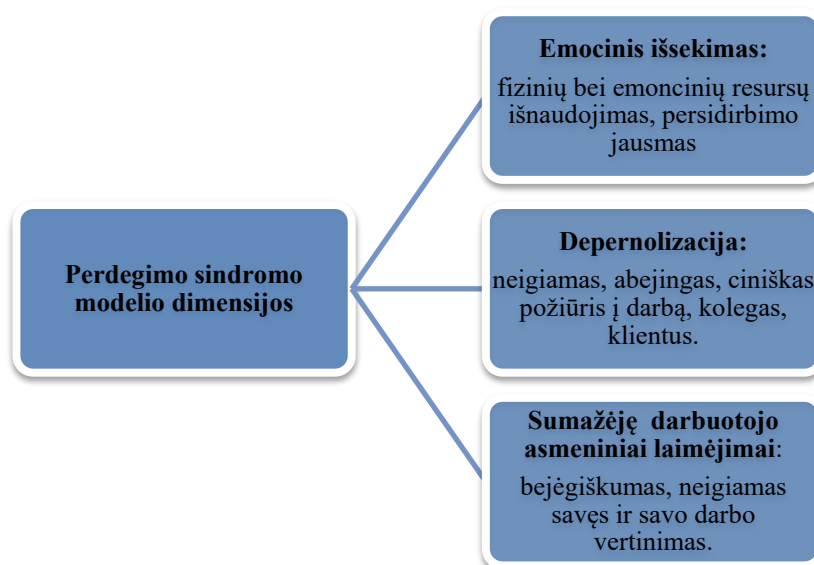 Emocinis išsekimas:
fizinių bei emoncinių resursų
išnaudojimas, persidirbimo
jausmas
Perdegimo sindromo
modelio dimensijos
Depernolizacija:
neigiamas, abejingas, ciniškas
požiūris į darbą, kolegas,
klientus.
Sumažėję darbuotojo
asmeniniai laimėjimai:
bejėgiškumas, neigiamas
savęs ir savo darbo
vertinimas.